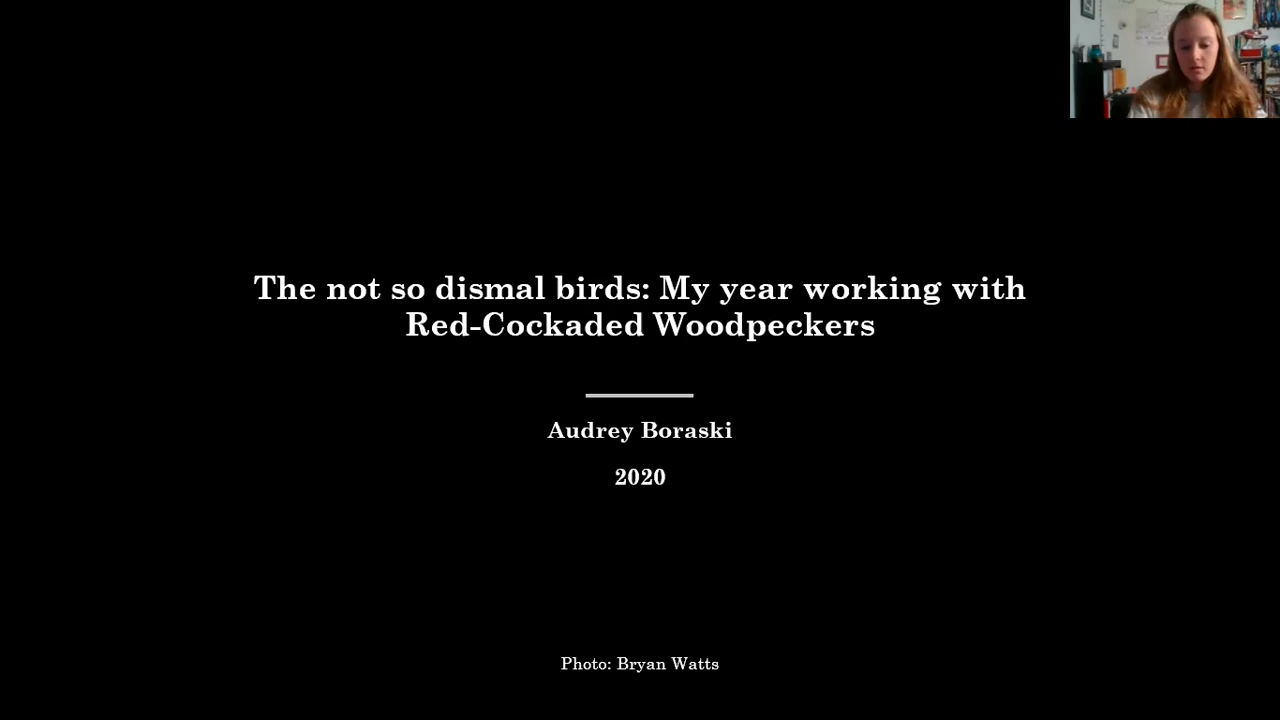 The not so dismal birds: My year working with
Red-Cockaded Woodpeckers
Audrey Boraski
2020
Photo: Bryan Watts